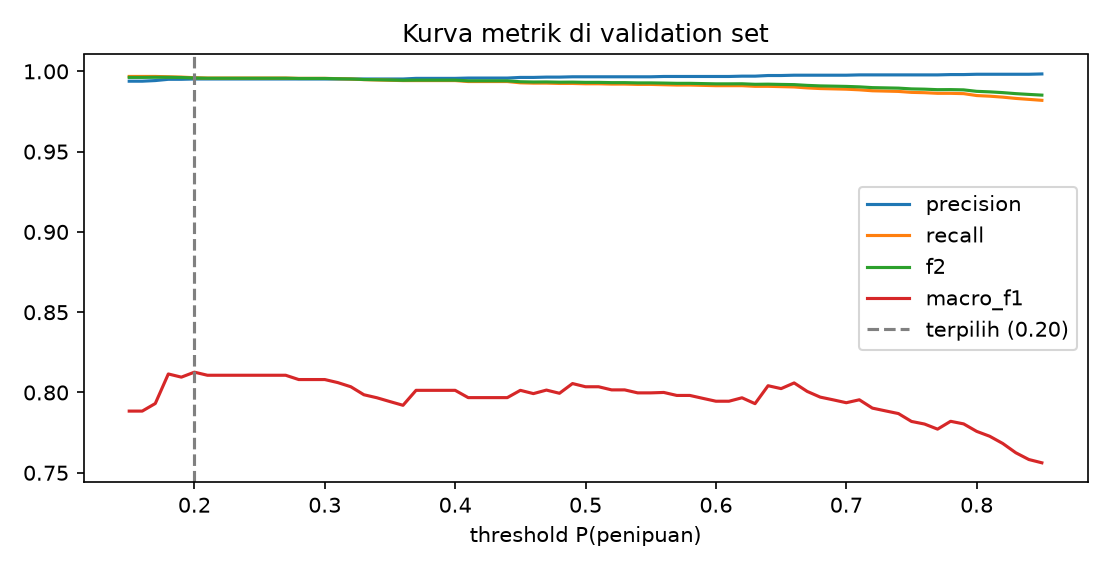 Kurva metrik di validation set
1.00
0.95
0.90
0.85
0.80
0.75
precision
recall
f2
macro_f1
terpilih (0.20)
0.2 0.3 0.4 0.5 0.6 0.7 0.8
threshold P(penipuan)